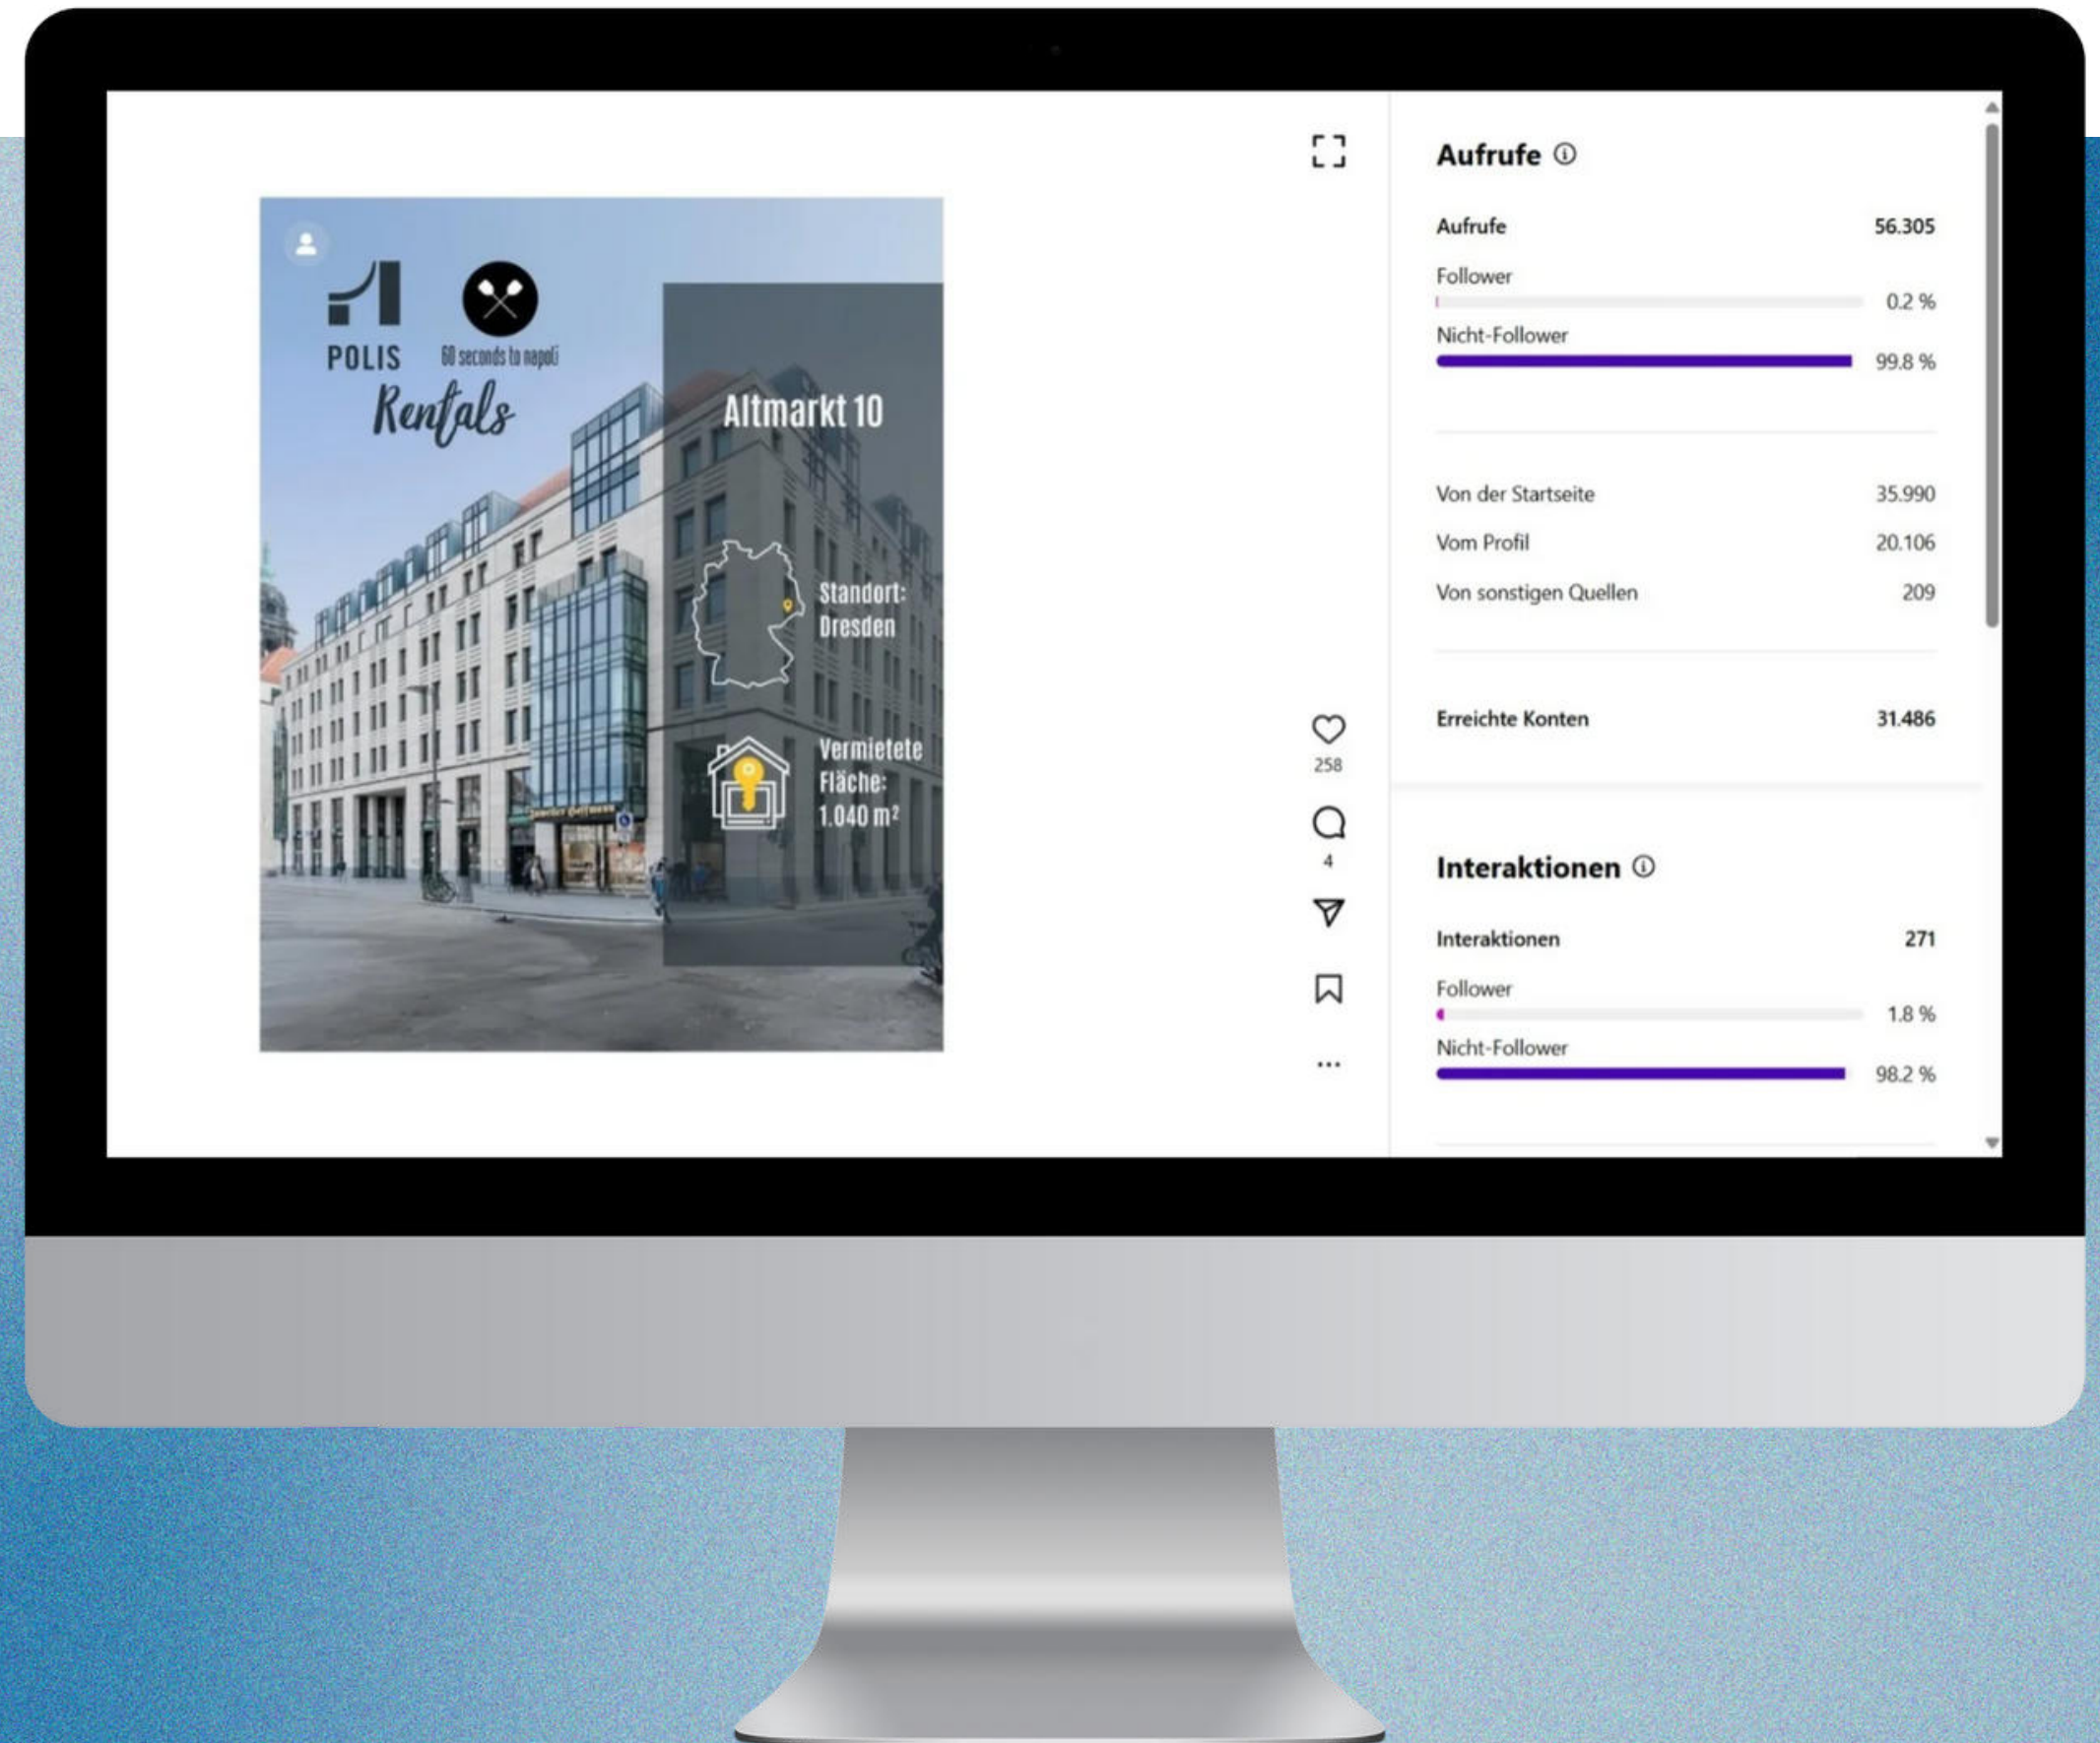 POLIS
60 seconds to napoli
Rentals
Altmarkt 10
Standort:
Dresden
Vermietete
Fläche:
1.040 m²
258
4
Aufrufe
Aufrufe 56.305
Follower
0.2 %
Nicht-Follower
99.8 %
Von der Startseite 35.990
Vom Profil 20.106
Von sonstigen Quellen 209
Erreichte Konten 31.486
Interaktionen
Interaktionen 271
Follower
1.8 %
Nicht-Follower
98.2 %